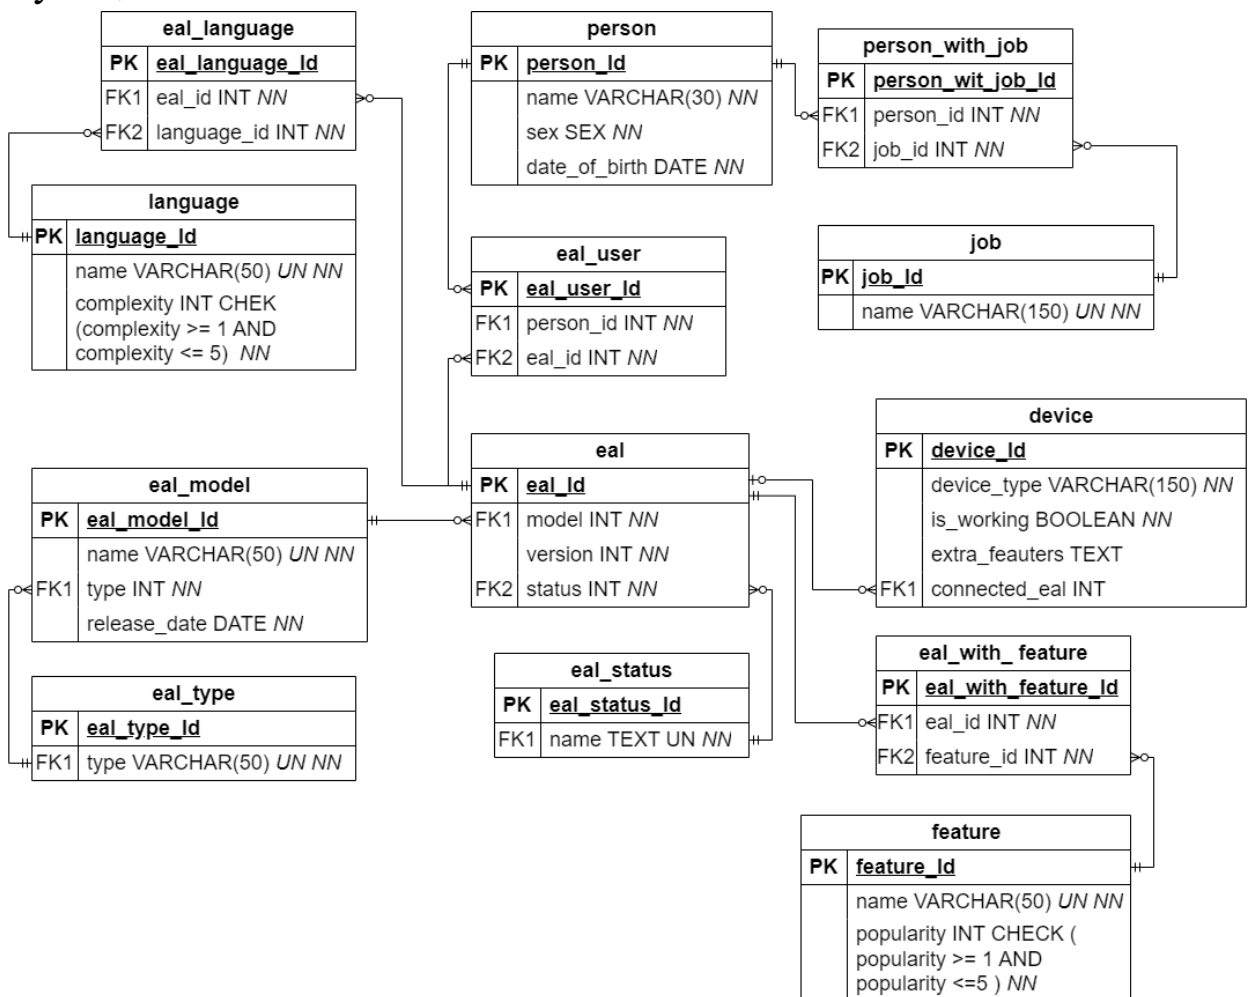 eal_language
PK eal_language_Id
FK1 eal_id INT NN
FK2 language_id INT NN
language
PK language_Id
name VARCHAR(50) UN NN
complexity INT CHEK
(complexity >= 1 AND
complexity <= 5) NN
person
PK person_Id
name VARCHAR(30) NN
sex SEX NN
date_of_birth DATE NN
person_with_job
PK person_wit_job_Id
FK1 person_id INT NN
FK2 job_id INT NN
job
PK job_Id
name VARCHAR(150) UN NN
eal_user
PK eal_user_Id
FK1 person_id INT NN
FK2 eal_id INT NN
eal
PK eal_Id
FK1 model INT NN
version INT NN
FK2 status INT NN
device
PK device_Id
device_type VARCHAR(150) NN
is_working BOOLEAN NN
extra_feauters TEXT
FK1 connected_eal INT
eal_model
PK eal_model_Id
name VARCHAR(50) UN NN
FK1 type INT NN
release_date DATE NN
eal_type
PK eal_type_Id
FK1 type VARCHAR(50) UN NN
eal_status
PK eal_status_Id
FK1 name TEXT UN NN
eal_with_ feature
PK eal_with_feature_Id
FK1 eal_id INT NN
FK2 feature_id INT NN
feature
PK feature_Id
name VARCHAR(50) UN NN
popularity INT CHECK (
popularity >= 1 AND
popularity <=5 ) NN